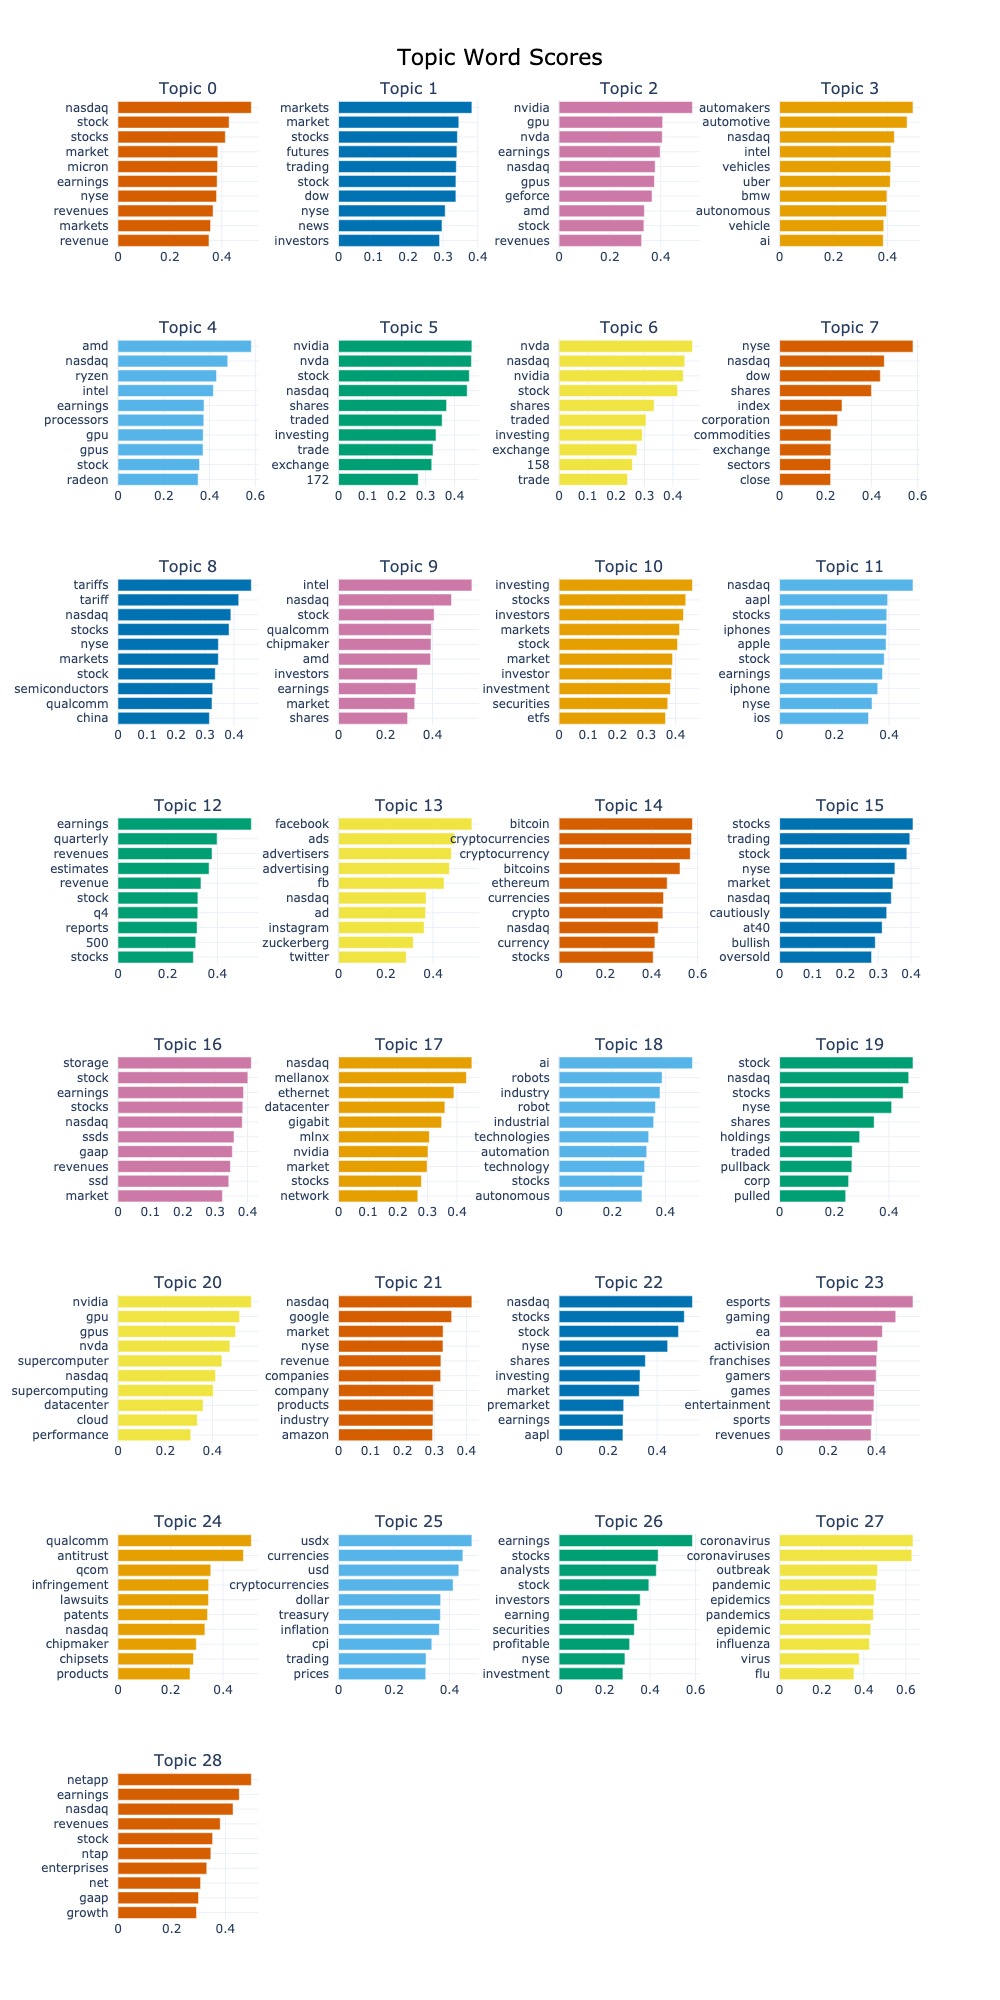 Topic Word Scores
Topic 0
nasdaq
stock
stocks
market
micron
earnings
nyse
revenues
markets
revenue
0 0.2 0.4
Topic 1
markets
market
stocks
futures
trading
stock
dow
nyse
news
investors
0 0.1 0.2 0.3 0.4
Topic 2
nvidia
gpu
nvda
earnings
nasdaq
gpus
geforce
amd
stock
revenues
0 0.2 0.4
Topic 3
automakers
automotive
nasdaq
intel
vehicles
uber
bmw
autonomous
vehicle
ai
0 0.2 0.4
Topic 4
amd
nasdaq
ryzen
intel
earnings
processors
gpu
gpus
stock
radeon
0 0.2 0.4 0.6
Topic 5
nvidia
nvda
stock
nasdaq
shares
traded
investing
trade
exchange
172
0 0.1 0.2 0.3 0.4
Topic 6
nvda
nasdaq
nvidia
stock
shares
traded
investing
exchange
158
trade
0 0.1 0.2 0.3 0.4
Topic 7
nyse
nasdaq
dow
shares
index
corporation
commodities
exchange
sectors
close
0 0.2 0.4 0.6
Topic 8
tariffs
tariff
nasdaq
stocks
nyse
markets
stock
semiconductors
qualcomm
china
0 0.1 0.2 0.3 0.4
Topic 9
intel
nasdaq
stock
qualcomm
chipmaker
amd
investors
earnings
market
shares
0 0.2 0.4
Topic 10
investing
stocks
investors
markets
stock
market
investor
investment
securities
etfs
0 0.1 0.2 0.3 0.4
Topic 11
nasdaq
aapl
stocks
iphones
apple
stock
earnings
iphone
nyse
ios
0 0.2 0.4
Topic 12
earnings
quarterly
revenues
estimates
revenue
stock
q4
reports
500
stocks
0 0.2 0.4
Topic 13
facebook
ads
advertisers
advertising
fb
nasdaq
ad
instagram
zuckerberg
twitter
0 0.2 0.4
Topic 14
bitcoin
cryptocurrencies
cryptocurrency
bitcoins
ethereum
currencies
crypto
nasdaq
currency
stocks
0 0.2 0.4 0.6
Topic 15
stocks
trading
stock
nyse
market
nasdaq
cautiously
at40
bullish
oversold
0 0.1 0.2 0.3 0.4
Topic 16
storage
stock
earnings
stocks
nasdaq
ssds
gaap
revenues
ssd
market
0 0.1 0.2 0.3 0.4
Topic 17
nasdaq
mellanox
ethernet
datacenter
gigabit
mlnx
nvidia
market
stocks
network
0 0.1 0.2 0.3 0.4
Topic 18
ai
robots
industry
robot
industrial
technologies
automation
technology
stocks
autonomous
0 0.2 0.4
Topic 19
stock
nasdaq
stocks
nyse
shares
holdings
traded
pullback
corp
pulled
0 0.2 0.4
Topic 20
nvidia
gpu
gpus
nvda
supercomputer
nasdaq
supercomputing
datacenter
cloud
performance
0 0.2 0.4
Topic 21
nasdaq
google
market
nyse
revenue
companies
company
products
industry
amazon
0 0.1 0.2 0.3 0.4
Topic 22
nasdaq
stocks
stock
nyse
shares
investing
market
premarket
earnings
aapl
0 0.2 0.4
Topic 23
esports
gaming
ea
activision
franchises
gamers
games
entertainment
sports
revenues
0 0.2 0.4
Topic 24
qualcomm
antitrust
qcom
infringement
lawsuits
patents
nasdaq
chipmaker
chipsets
products
0 0.2 0.4
Topic 25
usdx
currencies
usd
cryptocurrencies
dollar
treasury
inflation
cpi
trading
prices
0 0.2 0.4
Topic 26
earnings
stocks
analysts
stock
investors
earning
securities
profitable
nyse
investment
0 0.2 0.4 0.6
Topic 27
coronavirus
coronaviruses
outbreak
pandemic
epidemics
pandemics
epidemic
influenza
virus
flu
0 0.2 0.4 0.6
Topic 28
netapp
earnings
nasdaq
revenues
stock
ntap
enterprises
net
gaap
growth
0 0.2 0.4